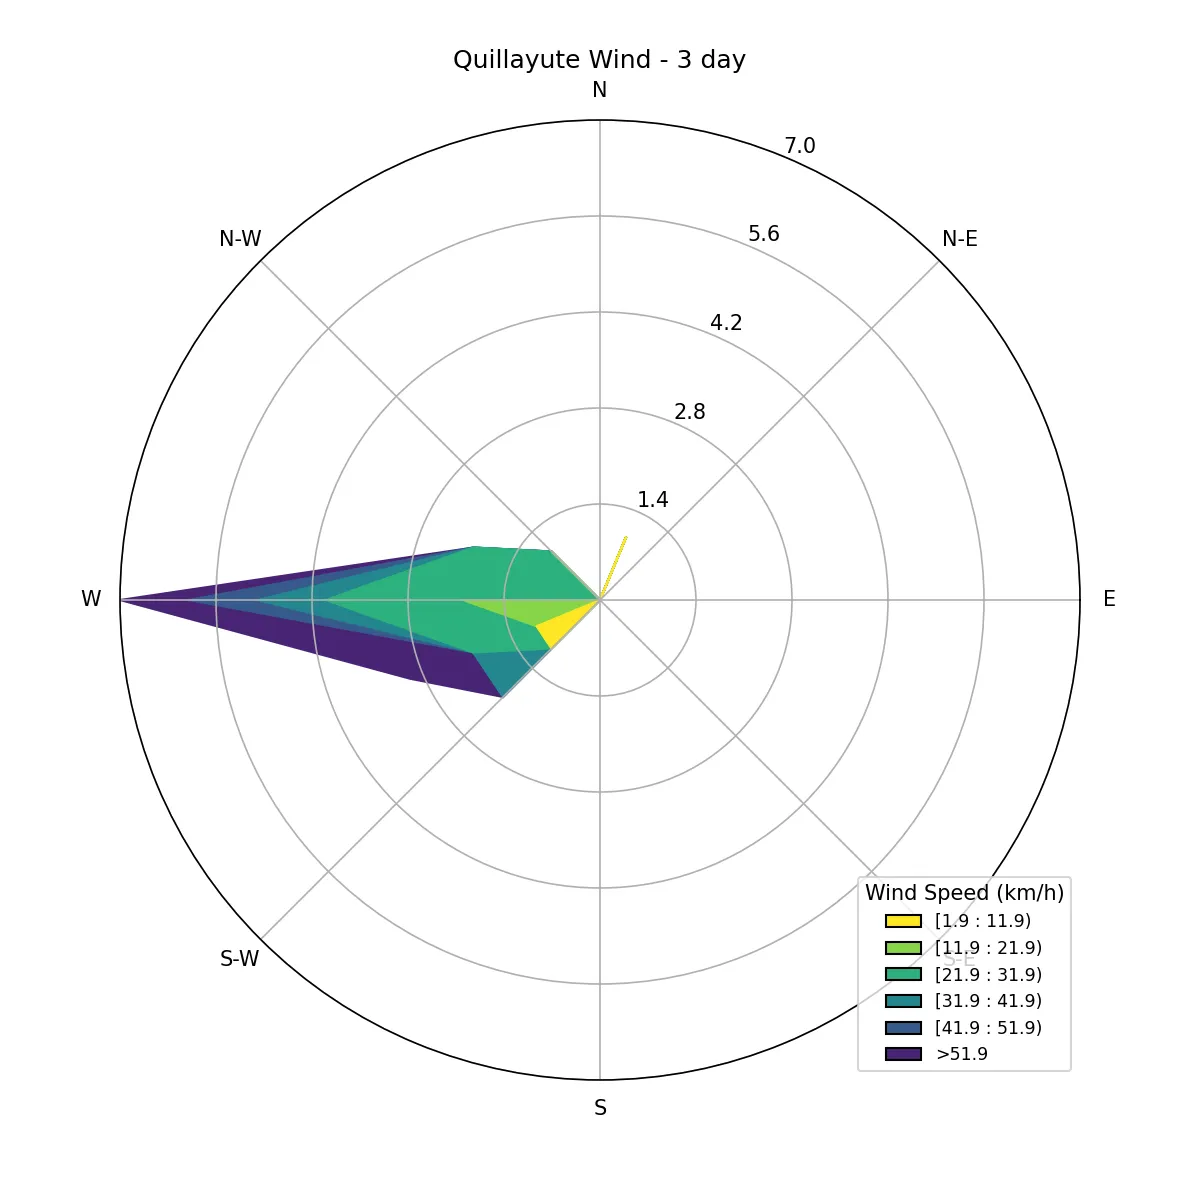 Quillayute Wind - 3 day
N
7.0
N-W
5.6
N-E
4.2
2.8
1.4
W
E
S-W
S-E
S
Wind Speed (km/h)
[1.9 : 11.9)
[11.9 : 21.9)
[21.9 : 31.9)
[31.9 : 41.9)
[41.9 : 51.9)
>51.9